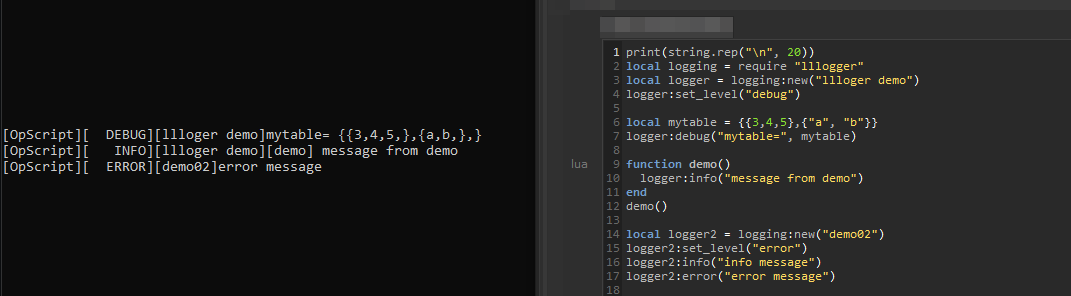 [OpScript][  DEBUG][llloger demo]mytable= {{3,4,5,},{a,b,},}
[OpScript][   INFO][llloger demo][demo] message from demo
[OpScript][  ERROR][demo02]error message
lua
1 print(string.rep("\n", 20))
2 local logging = require "lllogger"
3 local logger = logging:new("llloger demo")
4 logger:set_level("debug")
5
6 local mytable = {{3,4,5},{"a", "b"}}
7 logger:debug("mytable=", mytable)
8
9 function demo()
10   logger:info("message from demo")
11 end
12 demo()
13
14 local logger2 = logging:new("demo02")
15 logger2:set_level("error")
16 logger2:info("info message")
17 logger2:error("error message")
18